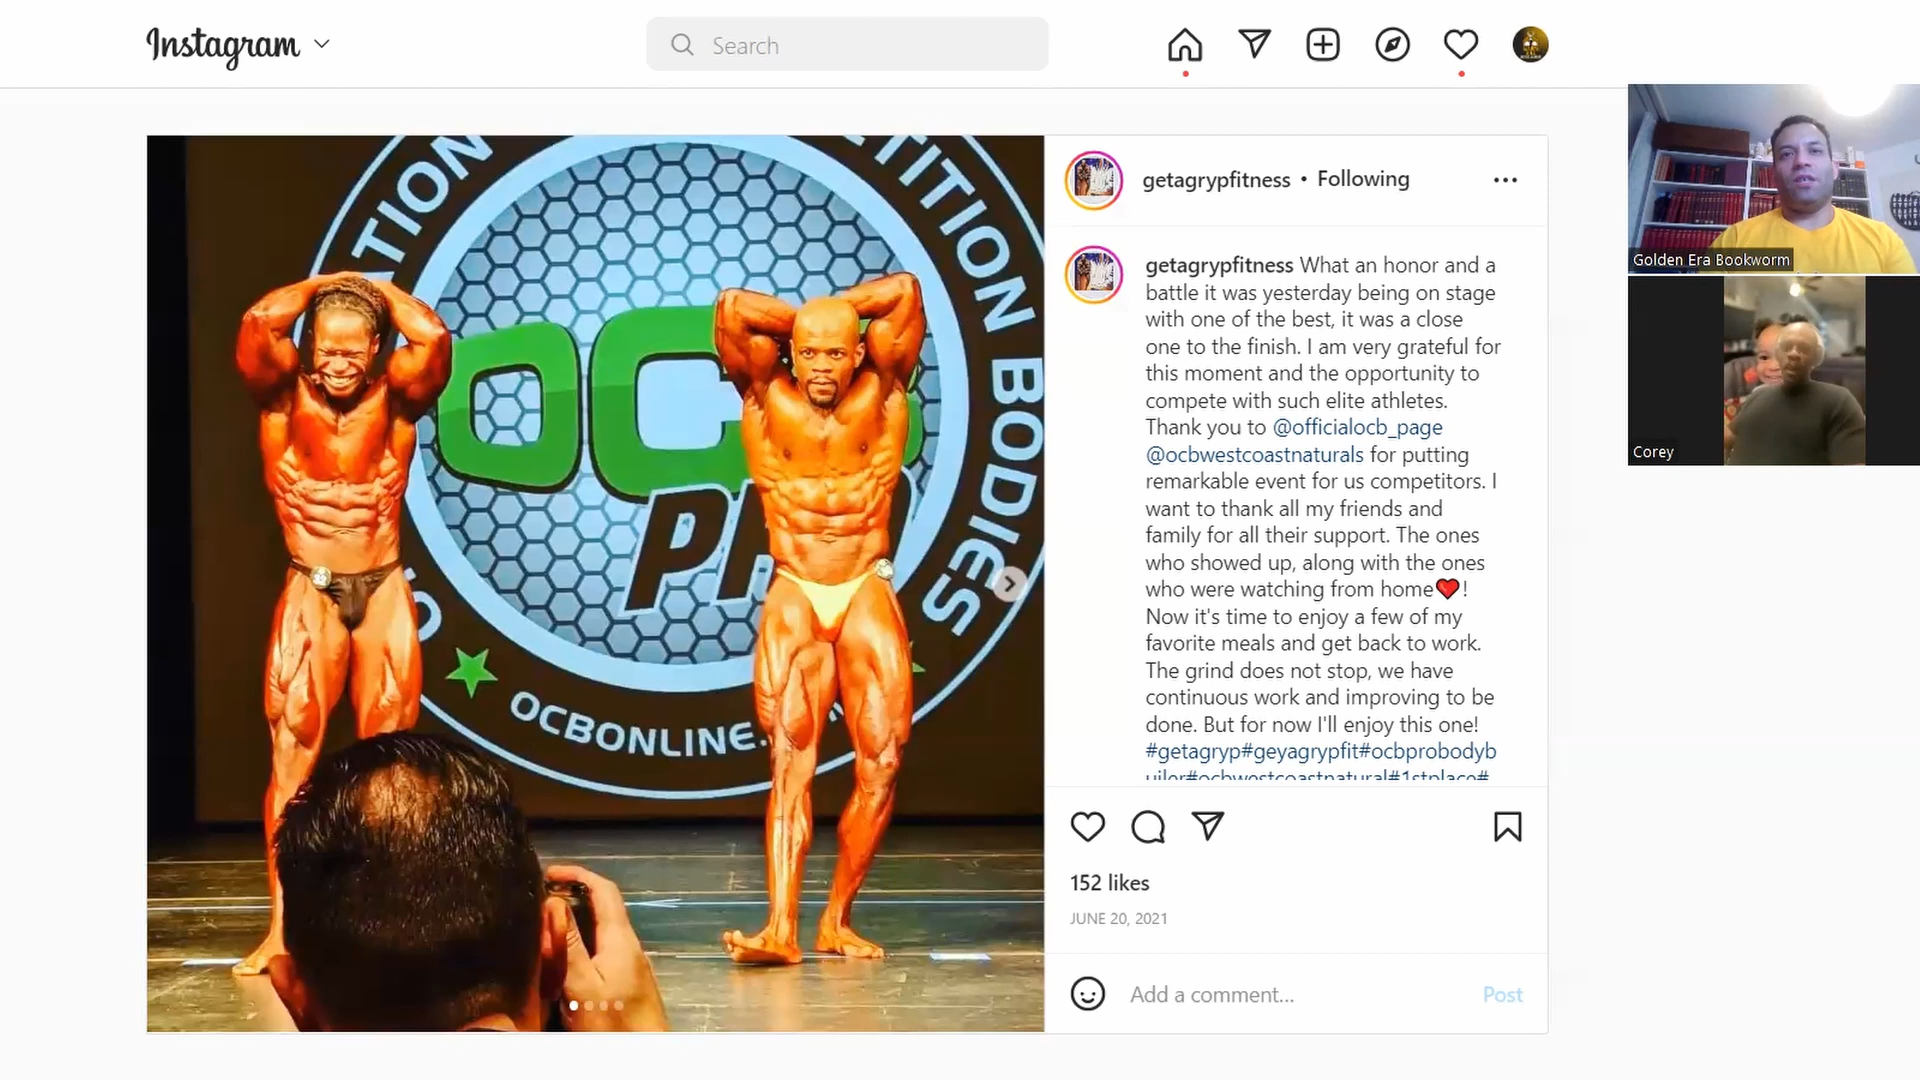 Instagram
Search
getagrypfitness • Following
getagrypfitness What an honor and a
battle it was yesterday being on stage
with one of the best, it was a close
one to the finish. I am very grateful for
this moment and the opportunity to
compete with such elite athletes.
Thank you to @officialocb_page
@ocbwestcoastnaturals for putting
remarkable event for us competitors. I
want to thank all my friends and
family for all their support. The ones
who showed up, along with the ones
who were watching from home❤️!
Now it's time to enjoy a few of my
favorite meals and get back to work.
The grind does not stop, we have
continuous work and improving to be
done. But for now I'll enjoy this one!
#getagryp#geyagrypfit#ocbprobodyb
uiler#ocbwestcoastnatural#1stplace#
152 likes
JUNE 20, 2021
Add a comment...
Post
BODIES
OCB
PRO
OCBONLINE.
Golden Era Bookworm
Corey